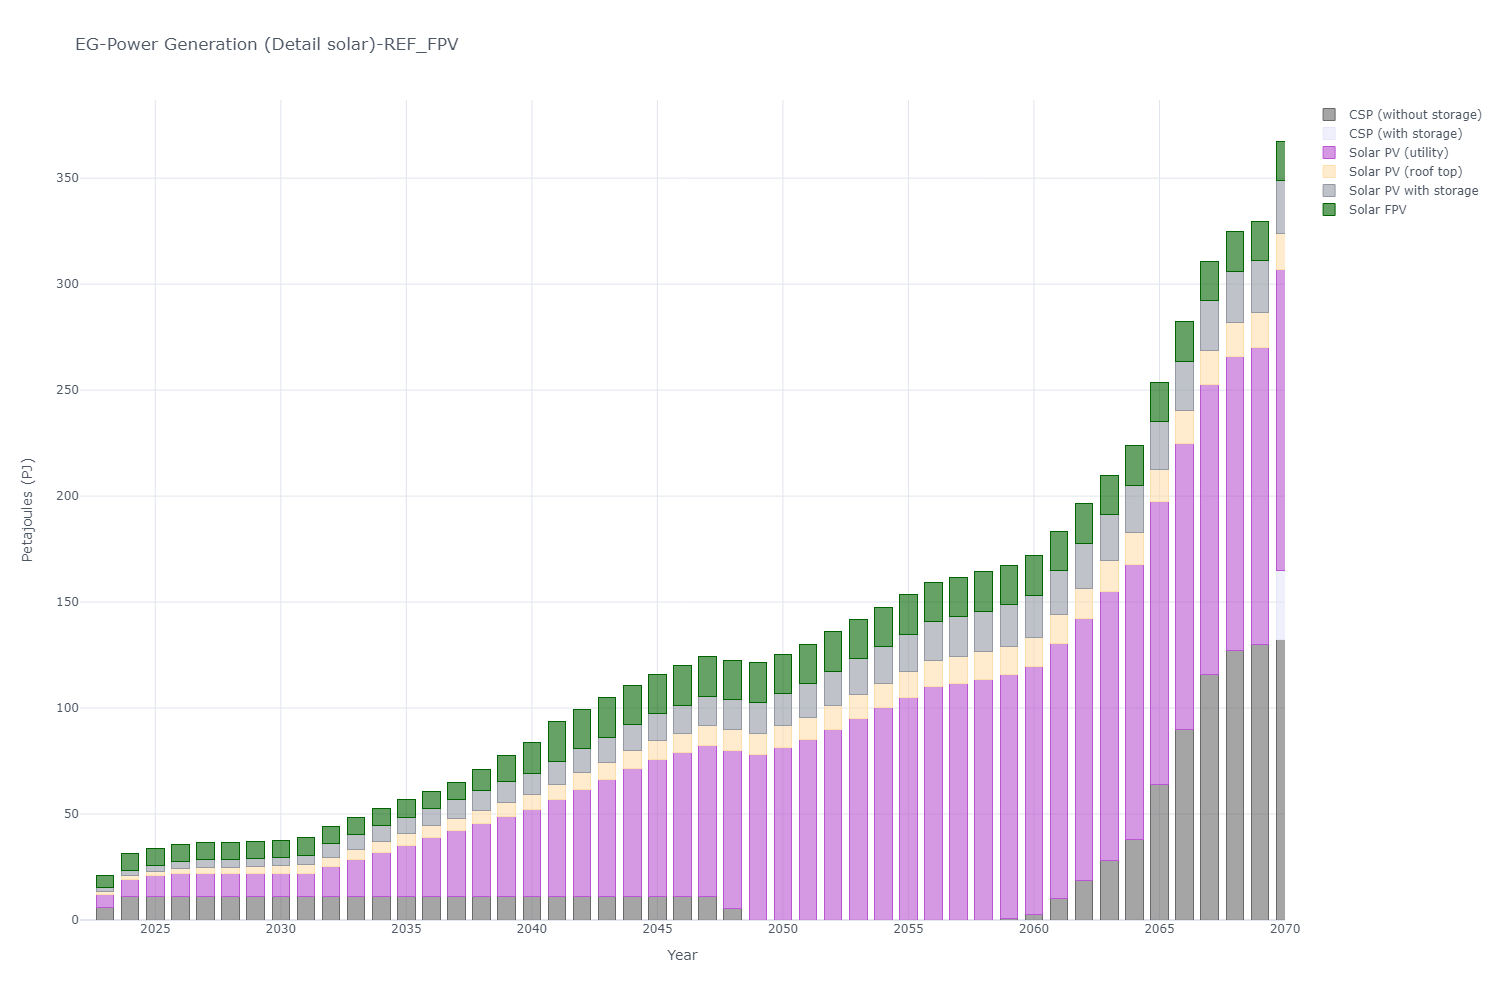 EG-Power Generation (Detail solar)-REF_FPV
CSP (without storage)
CSP (with storage)
Solar PV (utility)
Solar PV (roof top)
Solar PV with storage
Solar FPV
350
300
250
200
150
100
50
0
Petajoules (PJ)
2025 2030 2035 2040 2045 2050 2055 2060 2065 2070
Year